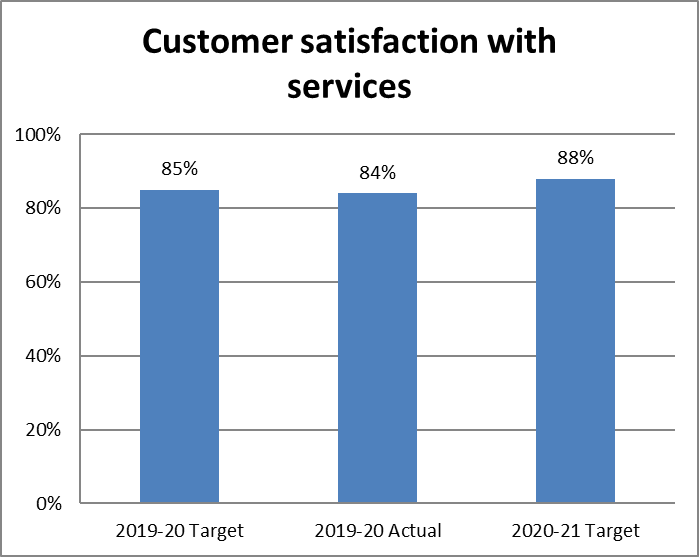 Customer satisfaction with
services
100%
80%
60%
40%
20%
0%
85%
84%
88%
2019-20 Target
2019-20 Actual
2020-21 Target